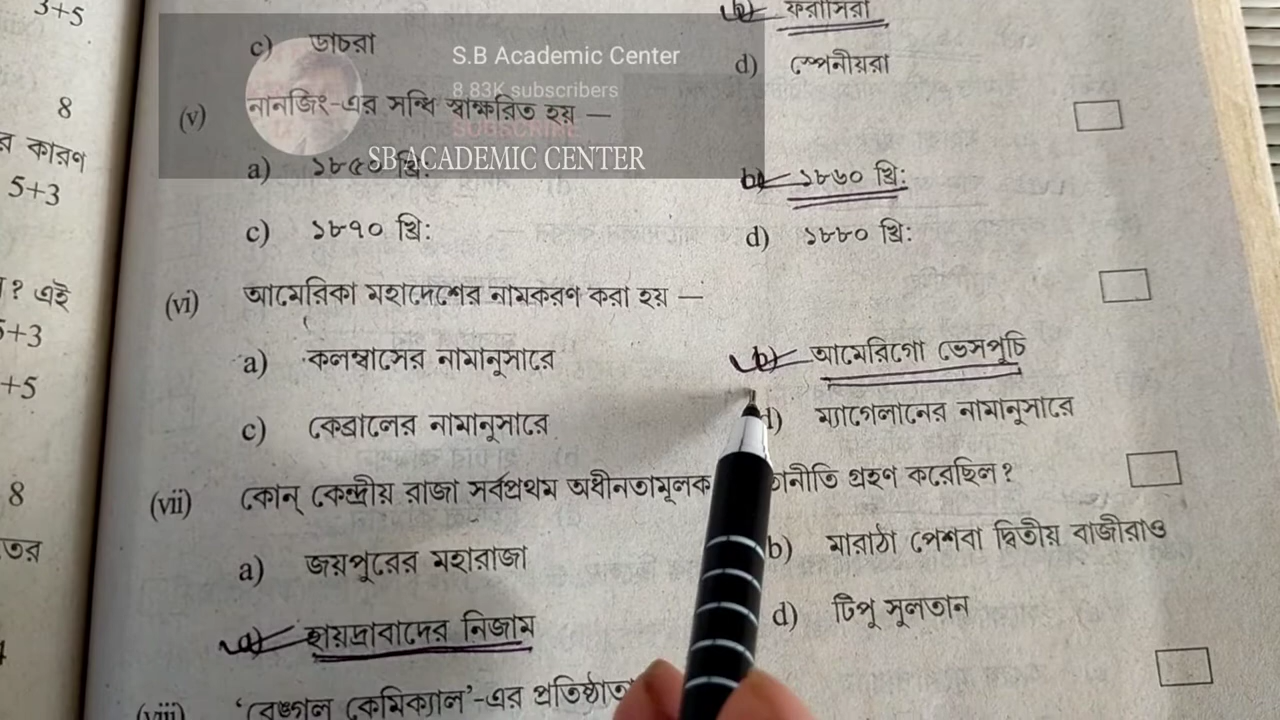 3+5
b) ফরাসিরা
c) ডাচরা
S.B Academic Center
d) স্পেনীয়রা
8.83K subscribers
8
(v) নানজিং-এর সন্ধি স্বাক্ষরিত হয় —
SUBSCRIBE
র কারণ
SB ACADEMIC CENTER
a) ১৮৫০ খ্রি:
b) ১৮৬০ খ্রি:
5+3
c) ১৮৭০ খ্রি:
d) ১৮৮০ খ্রি:
? এই
(vi) আমেরিকা মহাদেশের নামকরণ করা হয় —
5+3
a) কলম্বাসের নামানুসারে
b) আমেরিগো ভেসপুচি
+5
c) কেব্রালের নামানুসারে
d) ম্যাগেলানের নামানুসারে
8
(vii) কোন্ কেন্দ্রীয় রাজা সর্বপ্রথম অধীনতামূলক তানীতি গ্রহণ করেছিল?
তর
a) জয়পুরের মহারাজা
b) মারাঠা পেশবা দ্বিতীয় বাজীরাও
a) হায়দ্রাবাদের নিজাম
d) টিপু সুলতান
(viii) ‘বেঙ্গল কেমিক্যাল’-এর প্রতিষ্ঠাতা